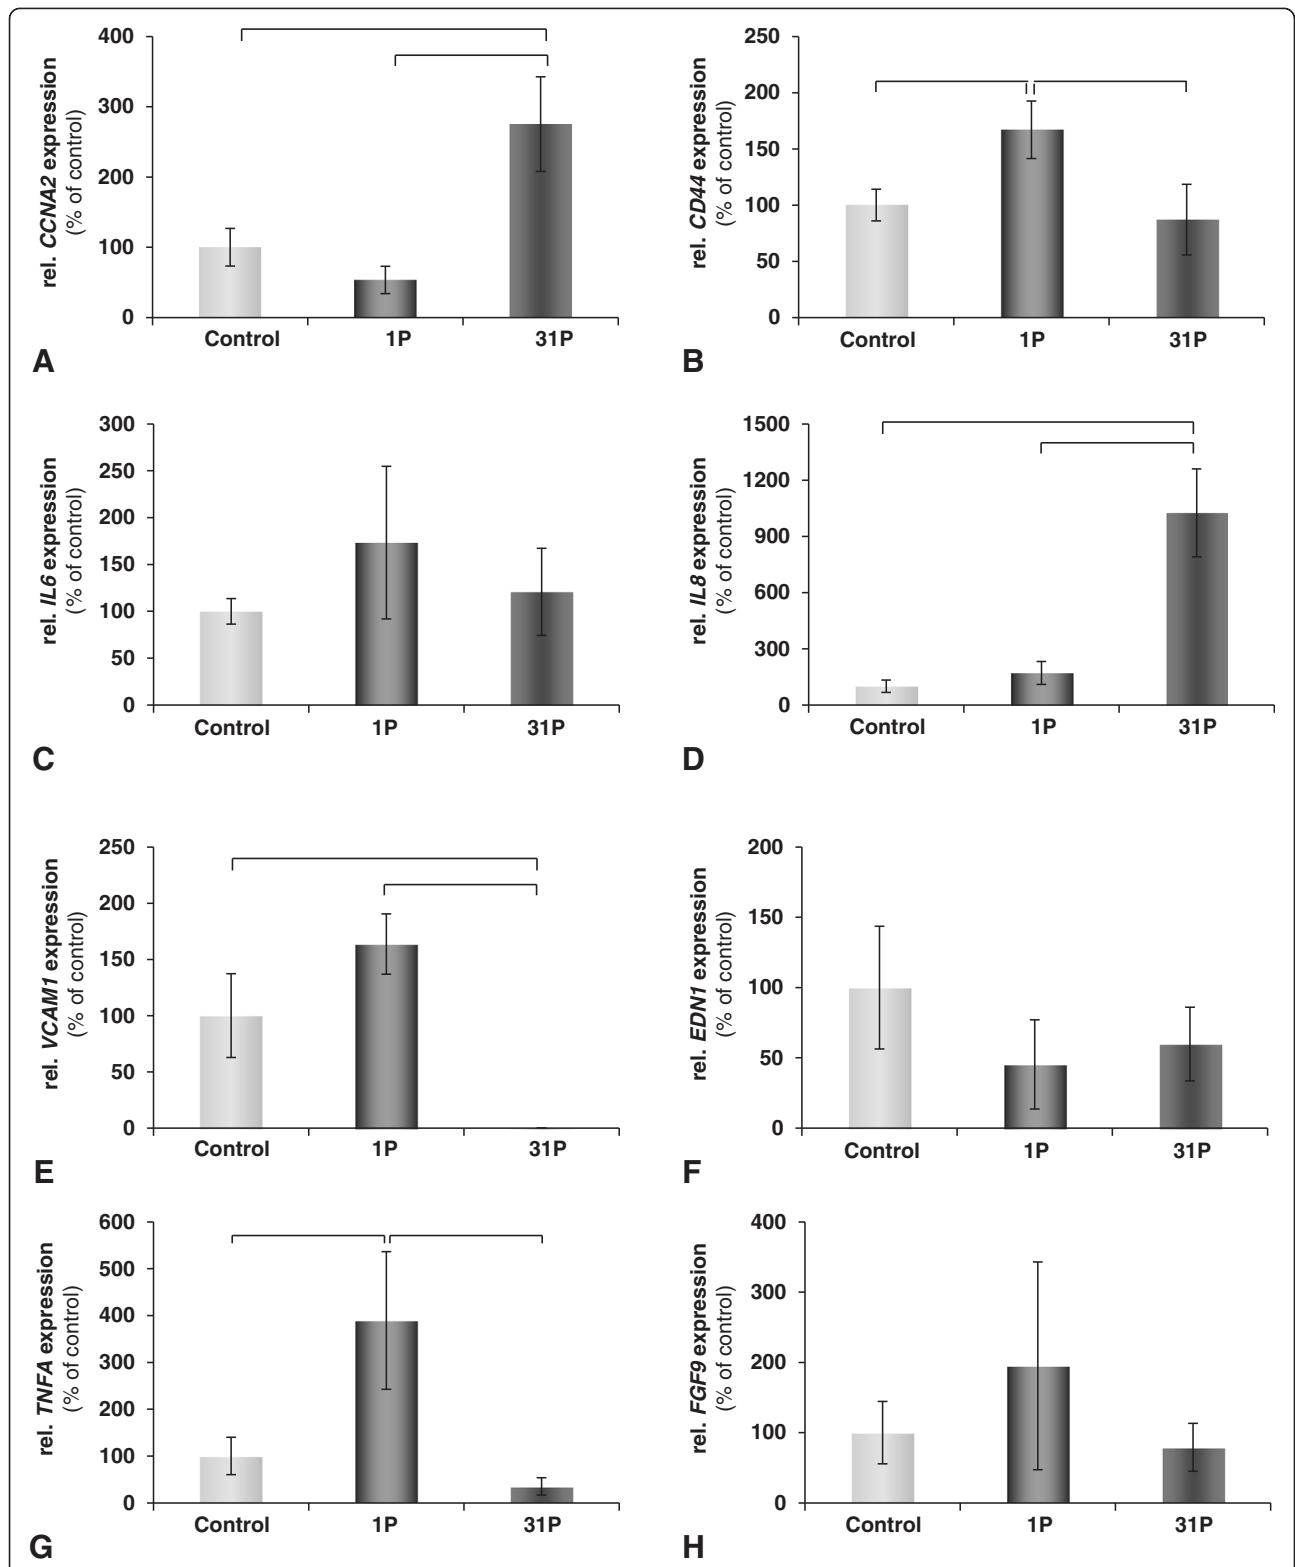 rel. CCNA2 expression
(% of control)
400
300
200
100
0
Control 1P 31P
A
rel. CD44 expression
(% of control)
250
200
150
100
50
0
Control 1P 31P
B
rel. IL6 expression
(% of control)
300
250
200
150
100
50
0
Control 1P 31P
C
rel. IL8 expression
(% of control)
1500
1200
900
600
300
0
Control 1P 31P
D
rel. VCAM1 expression
(% of control)
250
200
150
100
50
0
Control 1P 31P
E
rel. EDN1 expression
(% of control)
200
150
100
50
0
Control 1P 31P
F
rel. TNFA expression
(% of control)
600
500
400
300
200
100
0
Control 1P 31P
G
rel. FGF9 expression
(% of control)
400
300
200
100
0
Control 1P 31P
H